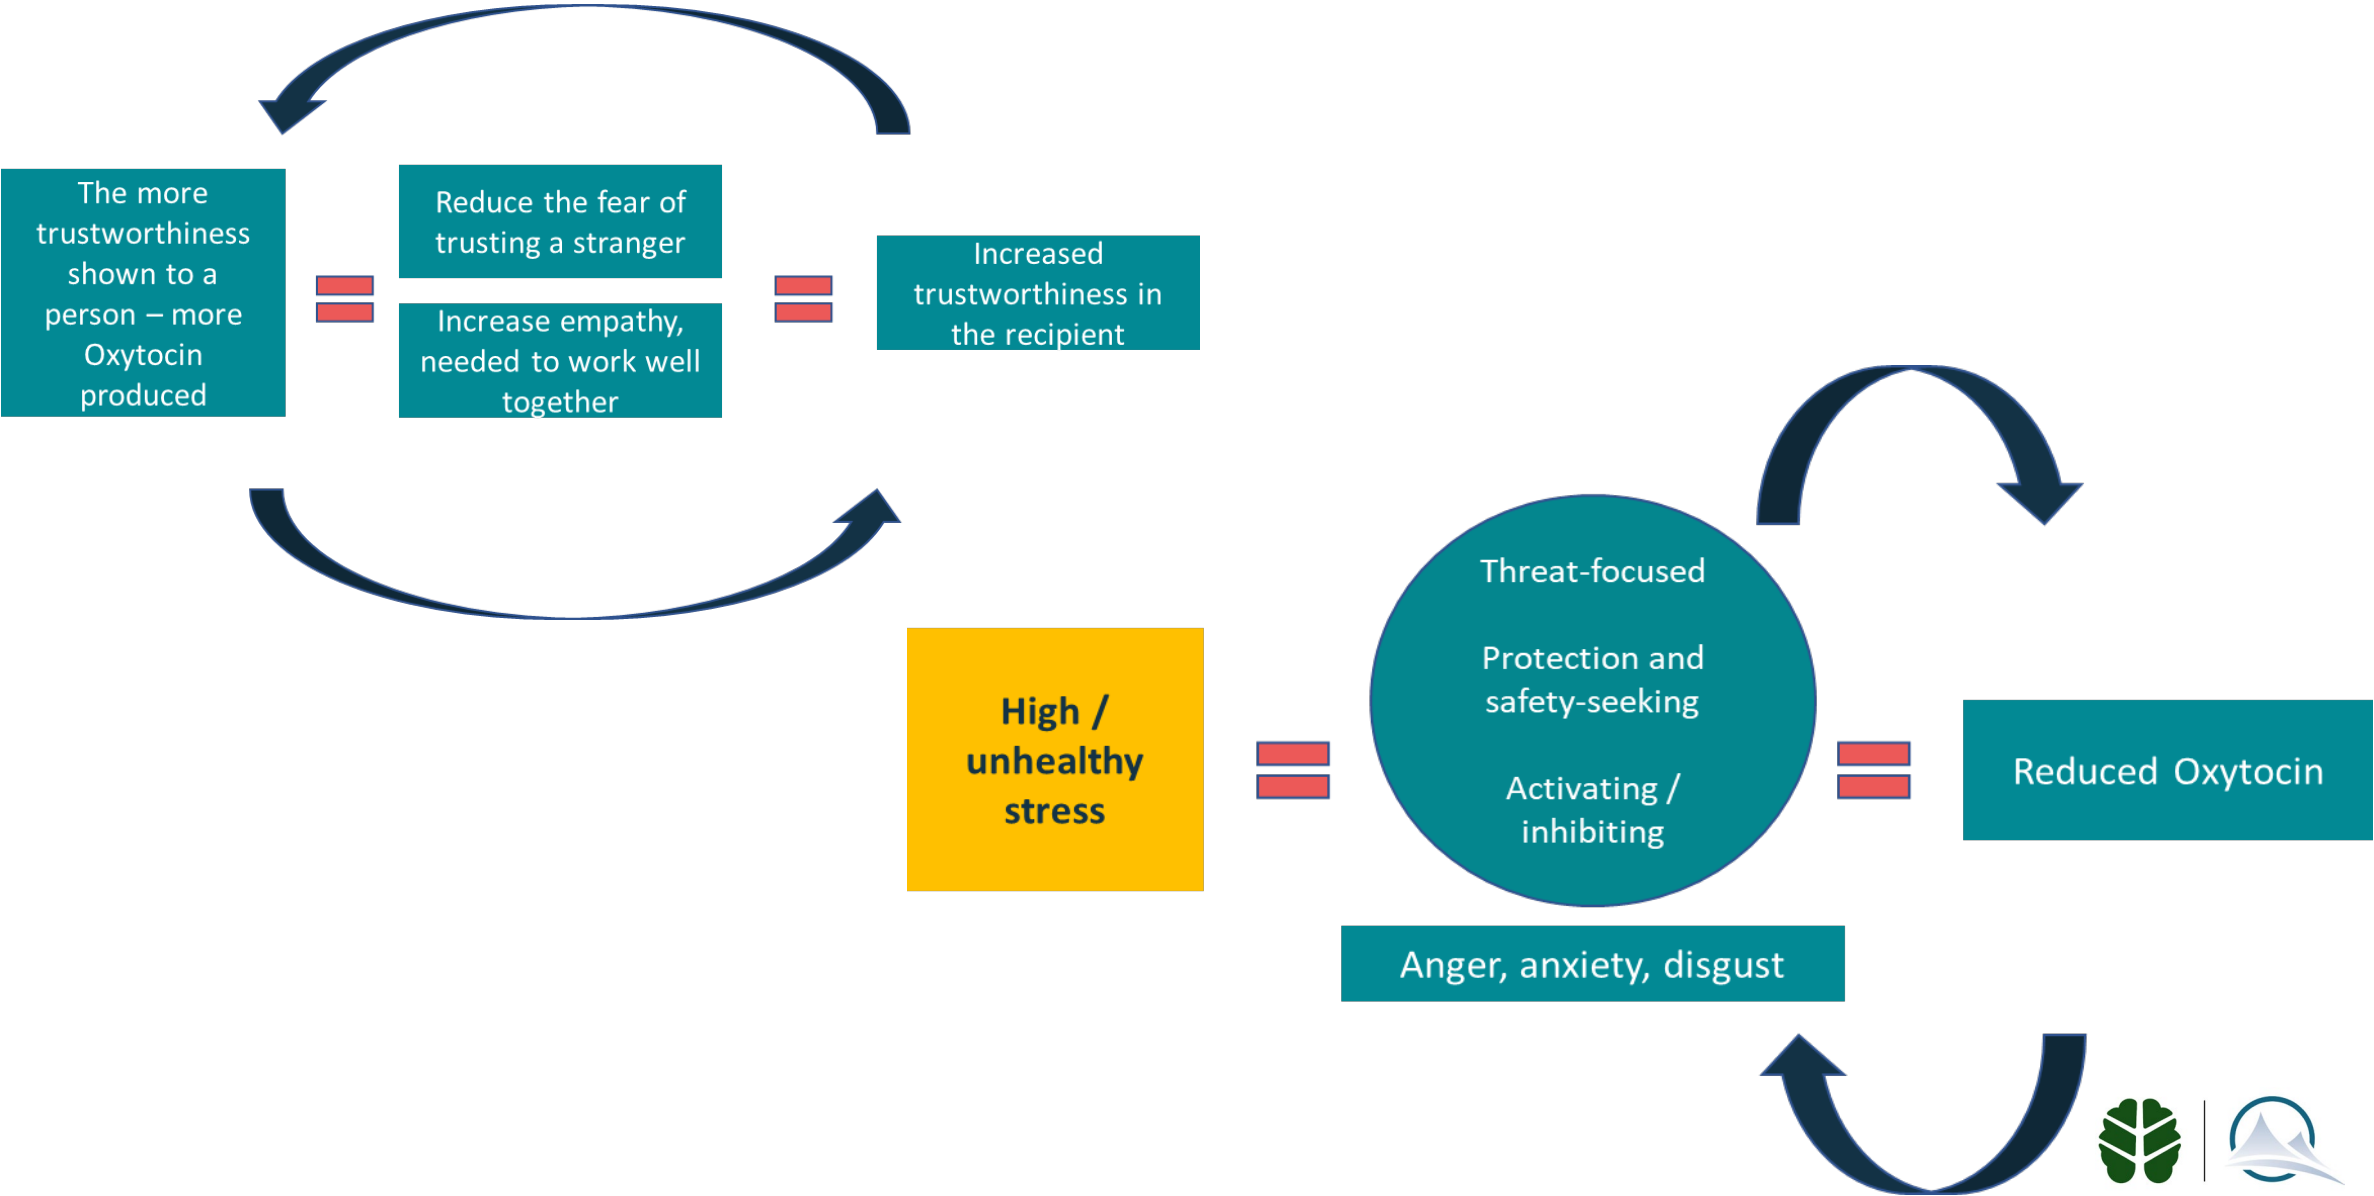 The more
trustworthiness
shown to a
person – more
Oxytocin
produced
Reduce the fear of
trusting a stranger
Increase empathy,
needed to work well
together
Increased
trustworthiness in
the recipient
High /
unhealthy
stress
Threat-focused
Protection and
safety-seeking
Activating /
inhibiting
Anger, anxiety, disgust
Reduced Oxytocin